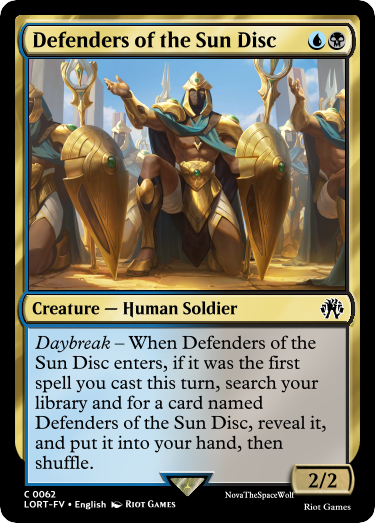 Defenders of the Sun Disc
Creature — Human Soldier
Daybreak – When Defenders of the
Sun Disc enters, if it was the first
spell you cast this turn, search your
library and for a card named
Defenders of the Sun Disc, reveal it,
and put it into your hand, then
shuffle.
2/2
C 0062
LORT-FV • English Riot Games
NovaTheSpaceWolf
Riot Games